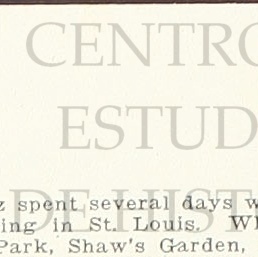 CENTRO
ESTUD
DE HIST
z spent several days w
ing in St. Louis. Wh
Park, Shaw's Garden,